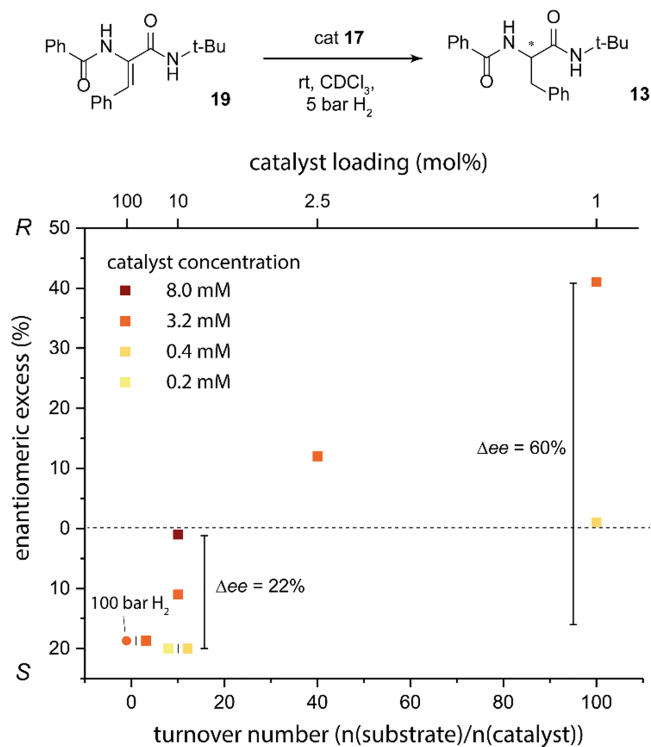 Ph
H
N
O
O
N
H
t-Bu
Ph
19
cat 17
rt, CDCl3,
5 bar H2
Ph
H
N
O
*
O
N
H
t-Bu
Ph
13
catalyst loading (mol%)
100 10 2.5 1
R
50
40
30
20
10
0
10
20
S
enantiomeric excess (%)
catalyst concentration
8.0 mM
3.2 mM
0.4 mM
0.2 mM
Δee = 60%
Δee = 22%
100 bar H2
0 20 40 60 80 100
turnover number (n(substrate)/n(catalyst))